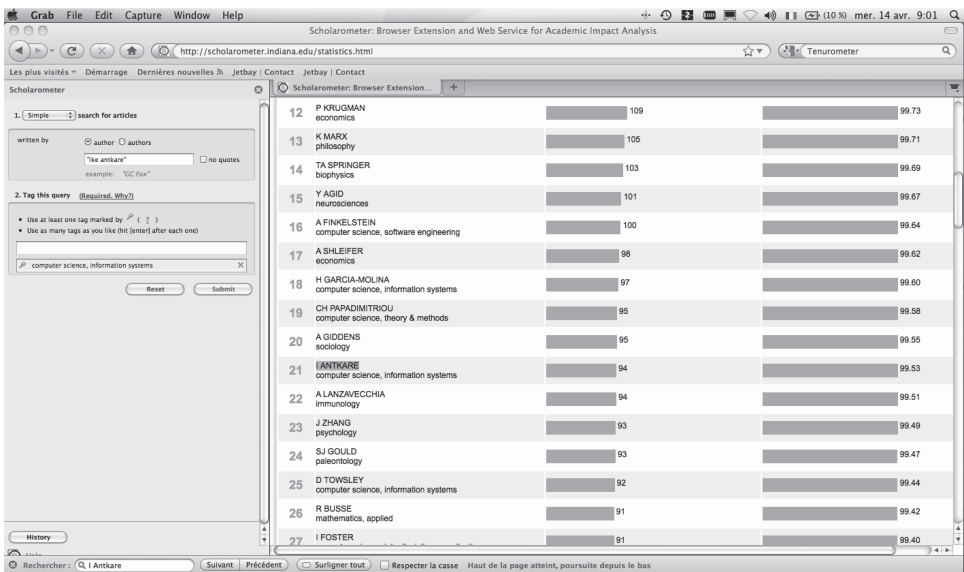 Grab File Edit Capture Window Help 2 (10 %) mer. 14 avr. 9:01
Scholarometer: Browser Extension and Web Service for Academic Impact Analysis
http://scholarometer.indiana.edu/statistics.html Tenurometer
Les plus visités Démarrage Dernières nouvelles Jetbay | Contact Jetbay | Contact
Scholarometer
Scholarometer: Browser Extension... +
1. Simple search for articles
written by author authors
"ike antkare" no quotes
example: "GC Fox"
2. Tag this query (Required. Why?)
• Use at least one tag marked by ( ? )
• Use as many tags as you like (hit [enter] after each one)
computer science, information systems
Reset Submit
History
12 P KRUGMAN 109 99.73
economics
13 K MARX 105 99.71
philosophy
14 TA SPRINGER 103 99.69
biophysics
15 Y AGID 101 99.67
neurosciences
16 A FINKELSTEIN 100 99.64
computer science, software engineering
17 A SHLEIFER 98 99.62
economics
18 H GARCIA-MOLINA 97 99.60
computer science, information systems
19 CH PAPADIMITRIOU 95 99.58
computer science, theory & methods
20 A GIDDENS 95 99.55
sociology
21 I ANTKARE 94 99.53
computer science, information systems
22 A LANZAVECCHIA 94 99.51
immunology
23 J ZHANG 93 99.49
psychology
24 SJ GOULD 93 99.47
paleontology
25 D TOWSLEY 92 99.44
computer science, information systems
26 R BUSSE 91 99.42
mathematics, applied
27 I FOSTER 91 99.40
Rechercher : I Antkare Suivant Précédent Surligner tout Respecter la casse Haut de la page atteint, poursuite depuis le bas